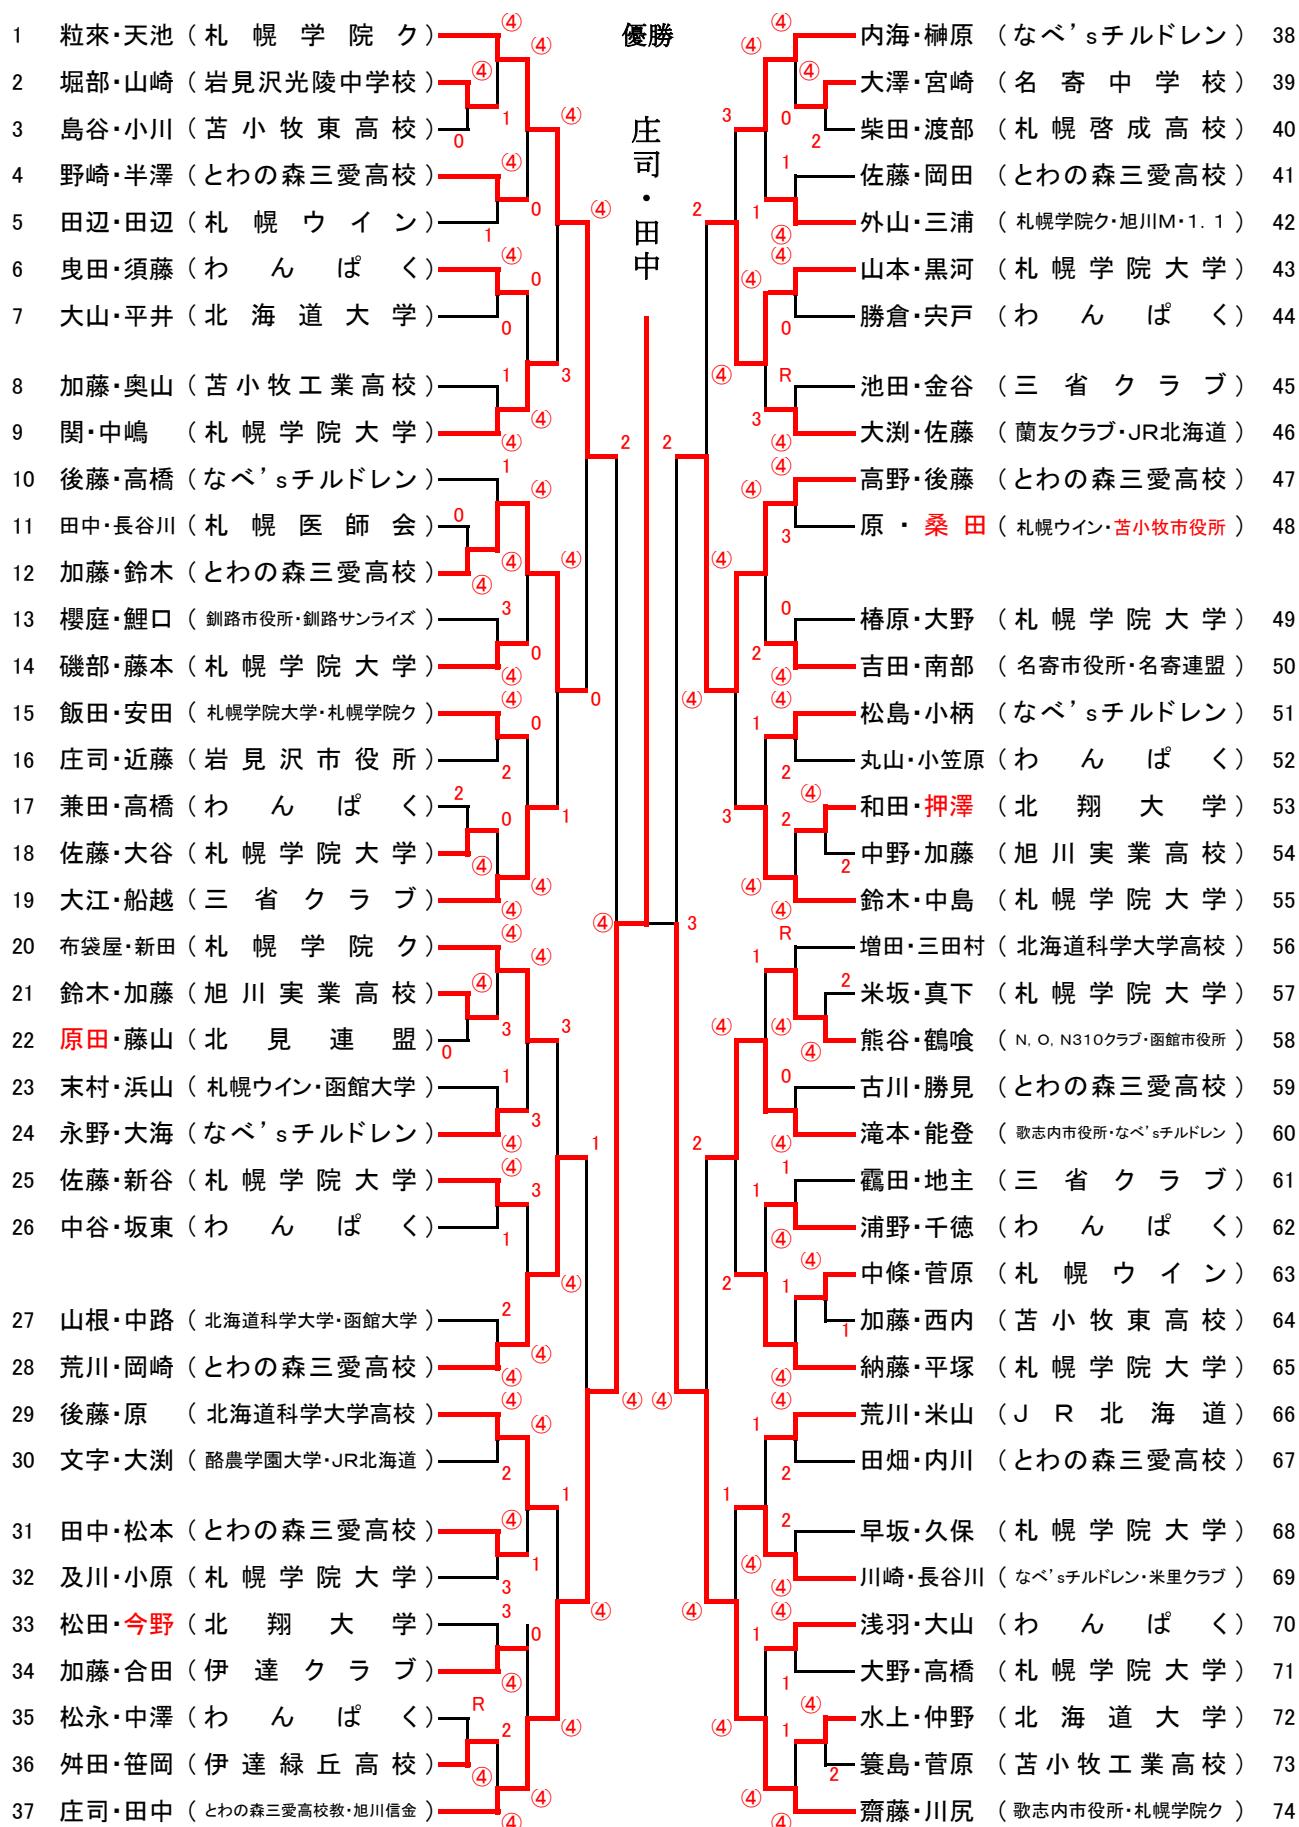 優勝
庄司・田中
1 粒來・天池 (札幌学院ク)
2 堀部・山崎 (岩見沢光陵中学校)
3 島谷・小川 (苫小牧東高校)
4 野崎・半澤 (とわの森三愛高校)
5 田辺・田辺 (札幌ウイン)
6 曳田・須藤 (わんぱく)
7 大山・平井 (北海道大学)
8 加藤・奥山 (苫小牧工業高校)
9 関・中嶋 (札幌学院大学)
10 後藤・高橋 (なべ’sチルドレン)
11 田中・長谷川 (札幌医師会)
12 加藤・鈴木 (とわの森三愛高校)
13 櫻庭・鯉口 (釧路市役所・釧路サンライズ)
14 磯部・藤本 (札幌学院大学)
15 飯田・安田 (札幌学院大学・札幌学院ク)
16 庄司・近藤 (岩見沢市役所)
17 兼田・高橋 (わんぱく)
18 佐藤・大谷 (札幌学院大学)
19 大江・船越 (三省クラブ)
20 布袋屋・新田 (札幌学院ク)
21 鈴木・加藤 (旭川実業高校)
22 原田・藤山 (北見連盟)
23 末村・浜山 (札幌ウイン・函館大学)
24 永野・大海 (なべ’sチルドレン)
25 佐藤・新谷 (札幌学院大学)
26 中谷・坂東 (わんぱく)
27 山根・中路 (北海道科学大学・函館大学)
28 荒川・岡崎 (とわの森三愛高校)
29 後藤・原 (北海道科学大学高校)
30 文字・大渕 (酪農学園大学・JR北海道)
31 田中・松本 (とわの森三愛高校)
32 及川・小原 (札幌学院大学)
33 松田・今野 (北翔大学)
34 加藤・合田 (伊達クラブ)
35 松永・中澤 (わんぱく)
36 舛田・笹岡 (伊達緑丘高校)
37 庄司・田中 (とわの森三愛高校教・旭川信金)
内海・榊原 (なべ’sチルドレン) 38
大澤・宮崎 (名寄中学校) 39
柴田・渡部 (札幌啓成高校) 40
佐藤・岡田 (とわの森三愛高校) 41
外山・三浦 (札幌学院ク・旭川M・1.1) 42
山本・黒河 (札幌学院大学) 43
勝倉・宍戸 (わんぱく) 44
池田・金谷 (三省クラブ) 45
大渕・佐藤 (蘭友クラブ・JR北海道) 46
高野・後藤 (とわの森三愛高校) 47
原・桑田 (札幌ウイン・苫小牧市役所) 48
椿原・大野 (札幌学院大学) 49
吉田・南部 (名寄市役所・名寄連盟) 50
松島・小柄 (なべ’sチルドレン) 51
丸山・小笠原 (わんぱく) 52
和田・押澤 (北翔大学) 53
中野・加藤 (旭川実業高校) 54
鈴木・中島 (札幌学院大学) 55
増田・三田村 (北海道科学大学高校) 56
米坂・真下 (札幌学院大学) 57
熊谷・鶴喰 (N,O,N310クラブ・函館市役所) 58
古川・勝見 (とわの森三愛高校) 59
滝本・能登 (歌志内市役所・なべ’sチルドレン) 60
靍田・地主 (三省クラブ) 61
浦野・千徳 (わんぱく) 62
中條・菅原 (札幌ウイン) 63
加藤・西内 (苫小牧東高校) 64
納藤・平塚 (札幌学院大学) 65
荒川・米山 (JR北海道) 66
田畑・内川 (とわの森三愛高校) 67
早坂・久保 (札幌学院大学) 68
川崎・長谷川 (なべ’sチルドレン・米里クラブ) 69
浅羽・大山 (わんぱく) 70
大野・高橋 (札幌学院大学) 71
水上・仲野 (北海道大学) 72
簑島・菅原 (苫小牧工業高校) 73
齋藤・川尻 (歌志内市役所・札幌学院ク) 74